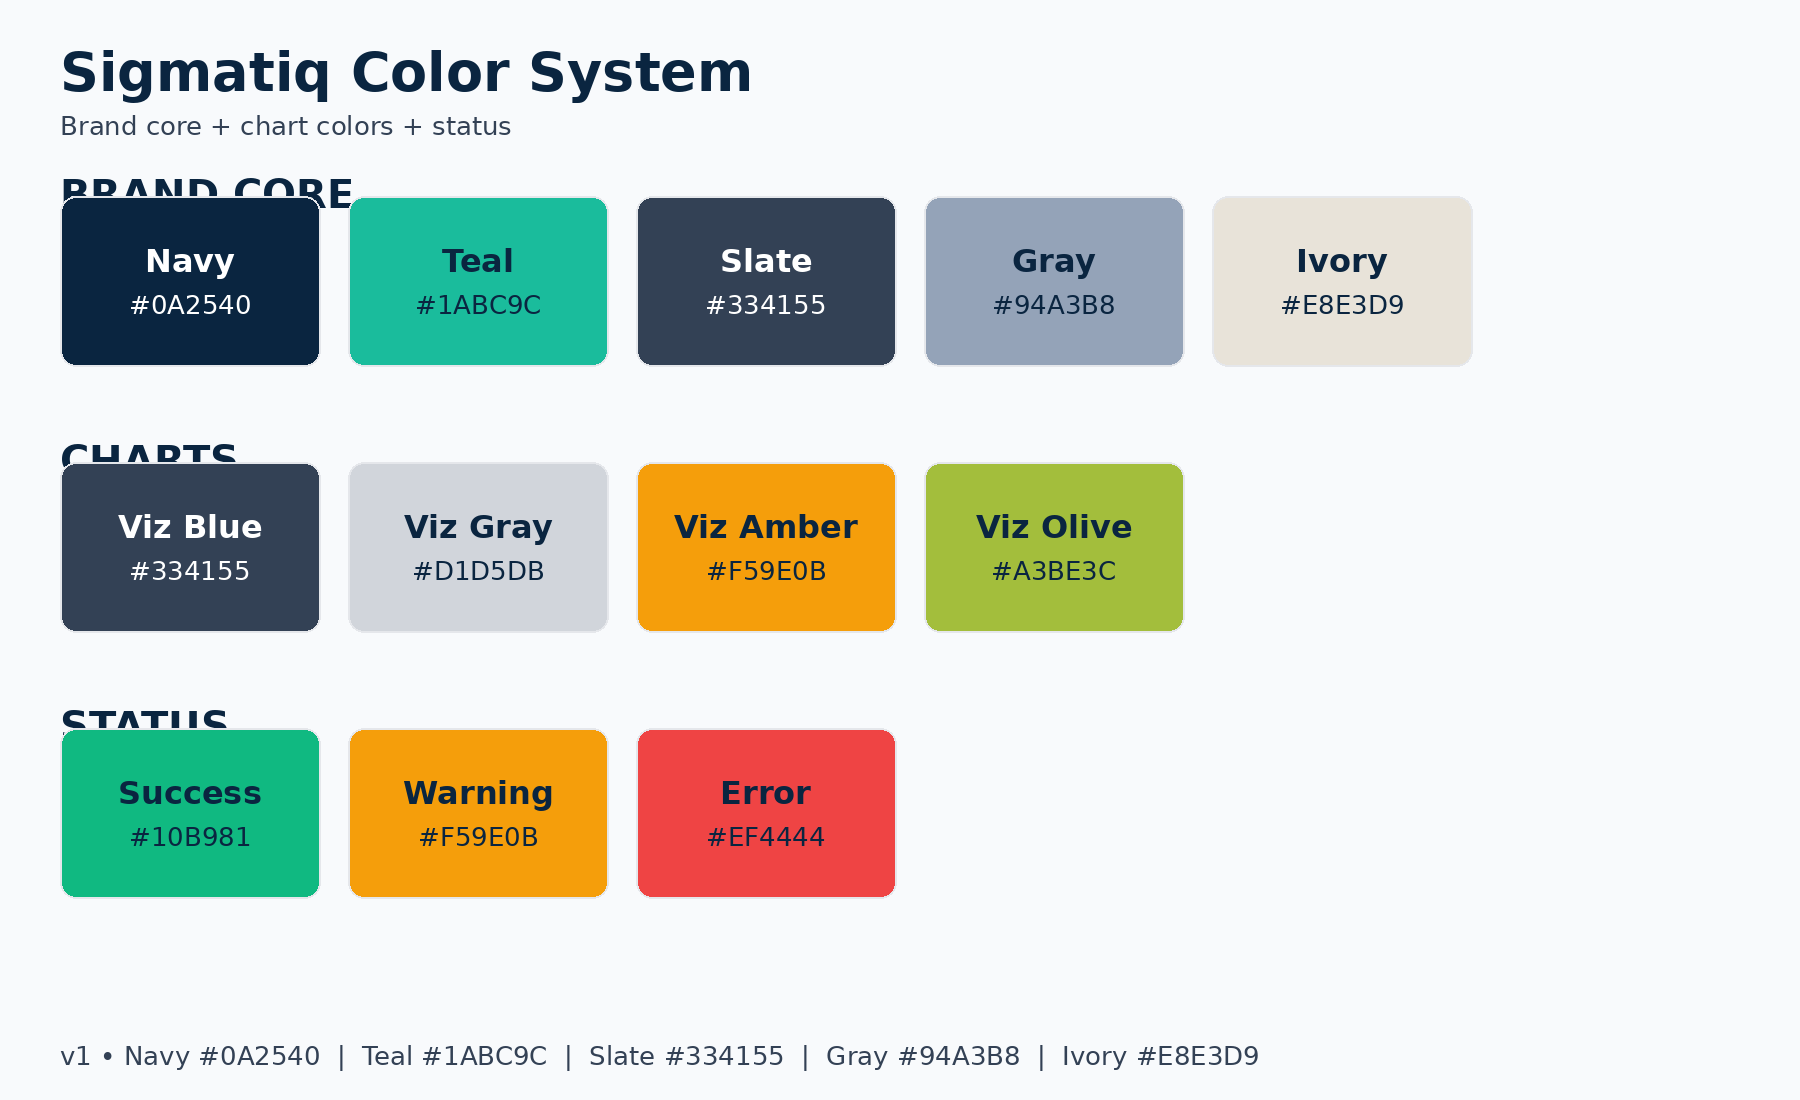 Sigmatiq Color System
Brand core + chart colors + status
BRAND CORE
Navy
#0A2540
Teal
#1ABC9C
Slate
#334155
Gray
#94A3B8
Ivory
#E8E3D9
CHARTS
Viz Blue
#334155
Viz Gray
#D1D5DB
Viz Amber
#F59E0B
Viz Olive
#A3BE3C
STATUS
Success
#10B981
Warning
#F59E0B
Error
#EF4444
v1 • Navy #0A2540 | Teal #1ABC9C | Slate #334155 | Gray #94A3B8 | Ivory #E8E3D9